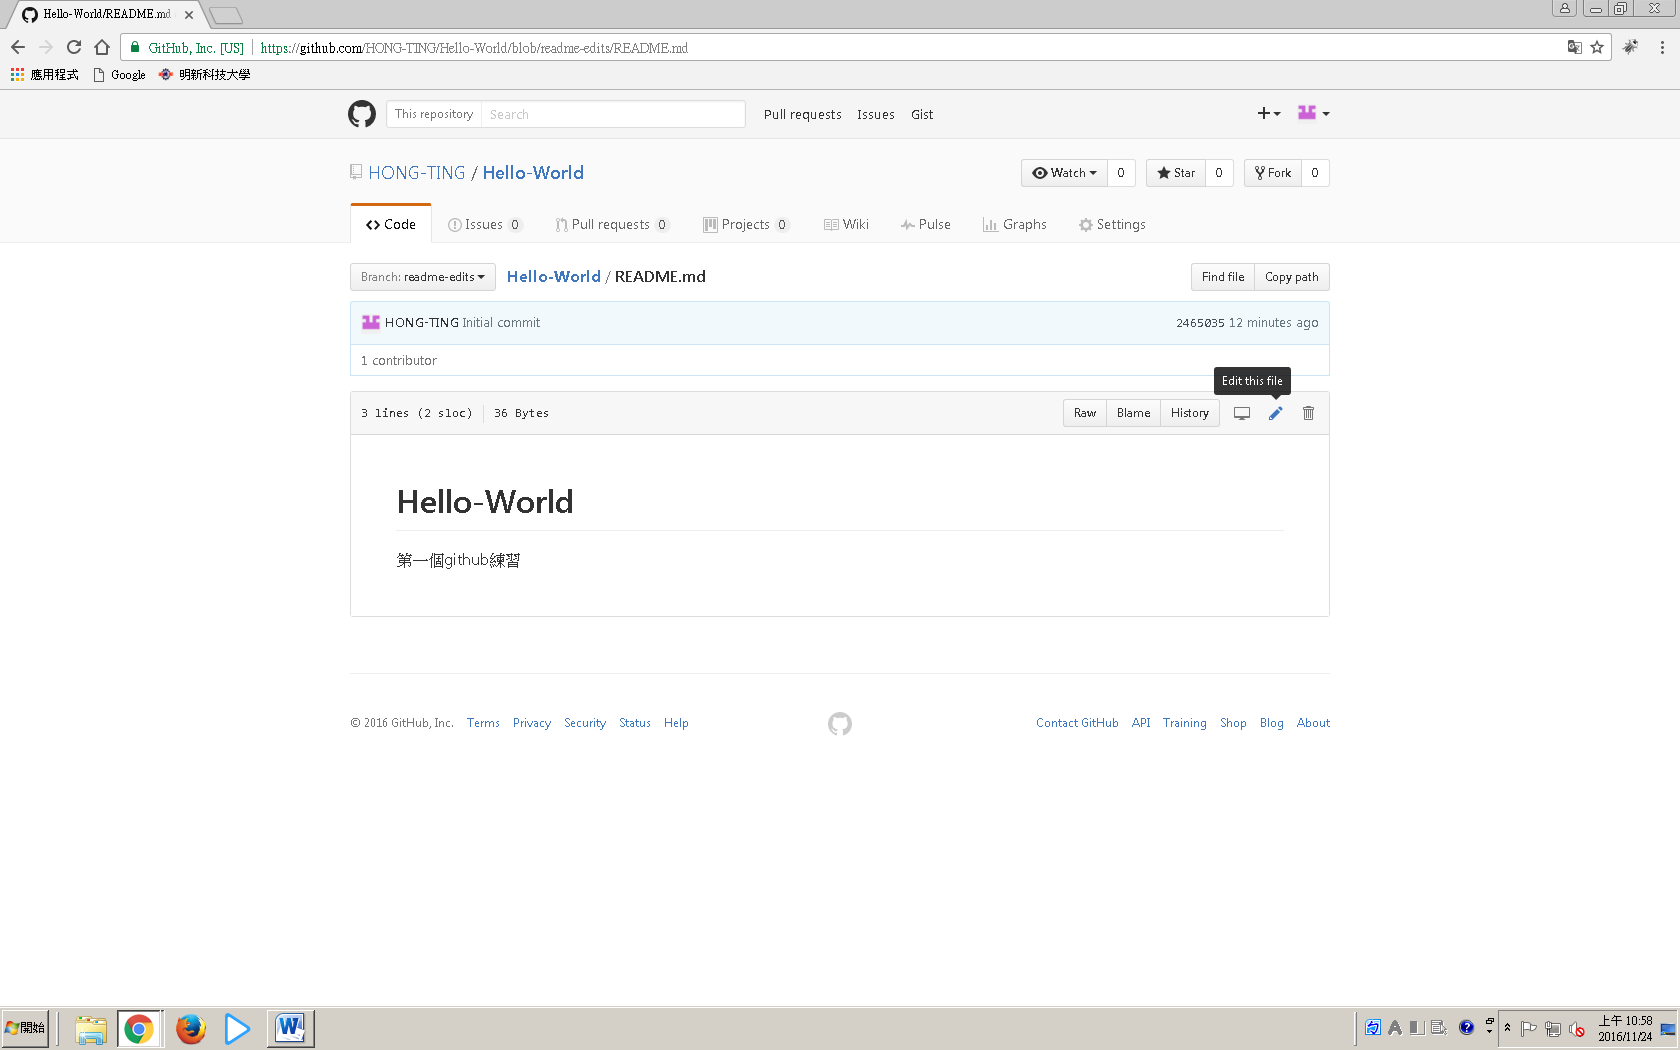 Hello-World/README.md
GitHub, Inc. [US] https://github.com/HONG-TING/Hello-World/blob/readme-edits/README.md
應用程式 Google 明新科技大學
This repository Search Pull requests Issues Gist
HONG-TING / Hello-World Watch 0 Star 0 Fork 0
Code Issues 0 Pull requests 0 Projects 0 Wiki Pulse Graphs Settings
Branch: readme-edits Hello-World / README.md Find file Copy path
HONG-TING Initial commit 2465035 12 minutes ago
1 contributor
Edit this file
3 lines (2 sloc) 36 Bytes Raw Blame History
Hello-World
第一個github練習
© 2016 GitHub, Inc. Terms Privacy Security Status Help Contact GitHub API Training Shop Blog About
開始
上午 10:58
2016/11/24